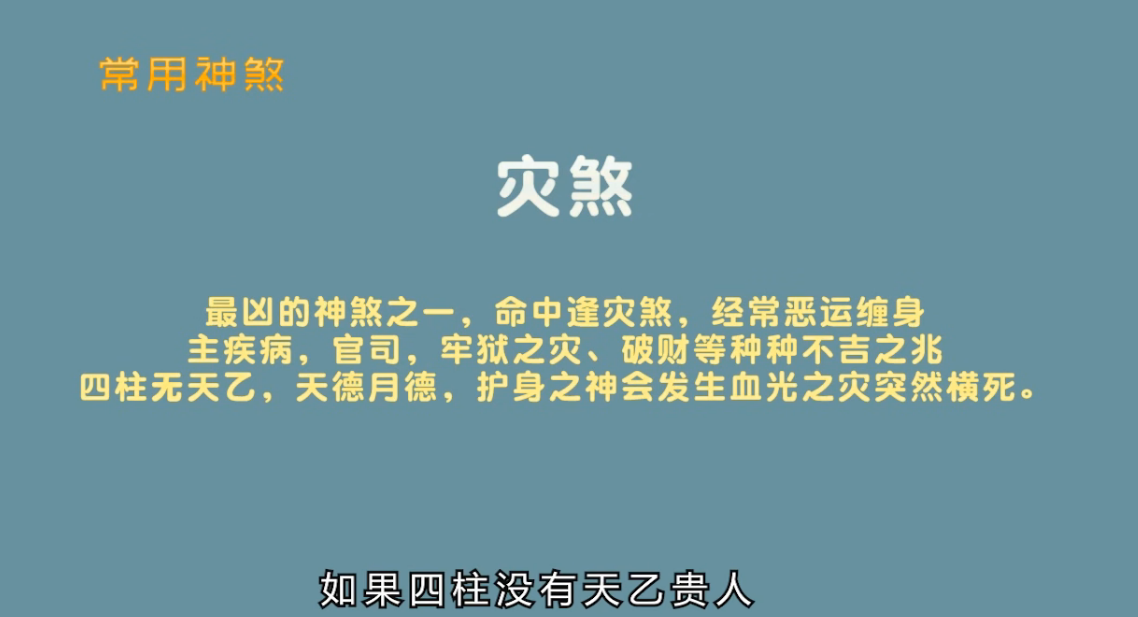 常用神煞
灾煞
最凶的神煞之一，命中逢灾煞，经常恶运缠身
主疾病，官司，牢狱之灾、破财等种种不吉之兆
四柱无天乙，天德月德，护身之神会发生血光之灾突然横死。
如果四柱没有天乙贵人